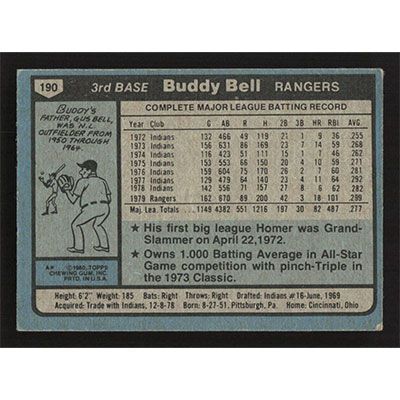 190
3rd BASE Buddy Bell RANGERS
BUDDY'S
FATHER, GUS BELL,
WAS N.L.
OUTFIELDER FROM
1950 THROUGH
1964.
COMPLETE MAJOR LEAGUE BATTING RECORD
Year Club G AB R H 2B 3B HR RBI AVG
1972 Indians 132 466 49 119 21 1 9 36 .255
1973 Indians 156 631 86 169 23 7 14 59 .268
1974 Indians 116 423 51 111 15 1 7 46 .262
1975 Indians 153 553 66 150 20 4 10 59 .271
1976 Indians 159 604 75 170 26 2 7 60 .281
1977 Indians 129 479 64 140 23 4 11 64 .292
1978 Indians 142 556 71 157 27 8 6 62 .282
1979 Rangers 162 670 89 200 42 3 18 101 .299
Maj. Lea. Totals 1149 4382 551 1216 197 30 82 487 .277
★ His first big league Homer was Grand-
Slammer on April 22, 1972.
★ Owns 1.000 Batting Average in All-Star
Game competition with pinch-Triple in
the 1973 Classic.
© 1980 TOPPS
CHEWING GUM, INC.
PRTD. IN U.S.A.
Height: 6'2" Weight: 185 Bats: Right Throws: Right Drafted: Indians #16-June, 1969
Acquired: Trade with Indians, 12-8-78 Born: 8-27-51, Pittsburgh, Pa. Home: Cincinnati, Ohio